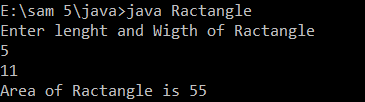 E:\sam 5\java>java Ractangle
Enter lenght and Wigth of Ractangle
5
11
Area of Ractangle is 55